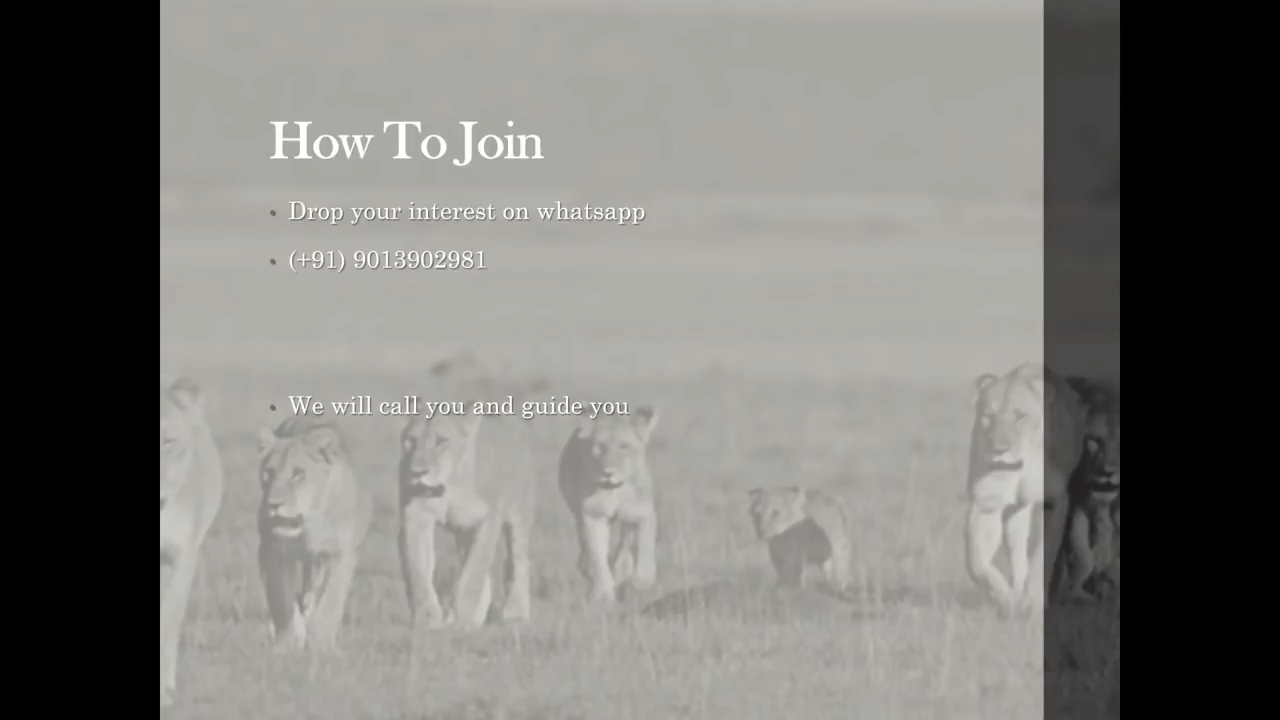 How To Join
• Drop your interest on whatsapp
• (+91) 9013902981
• We will call you and guide you